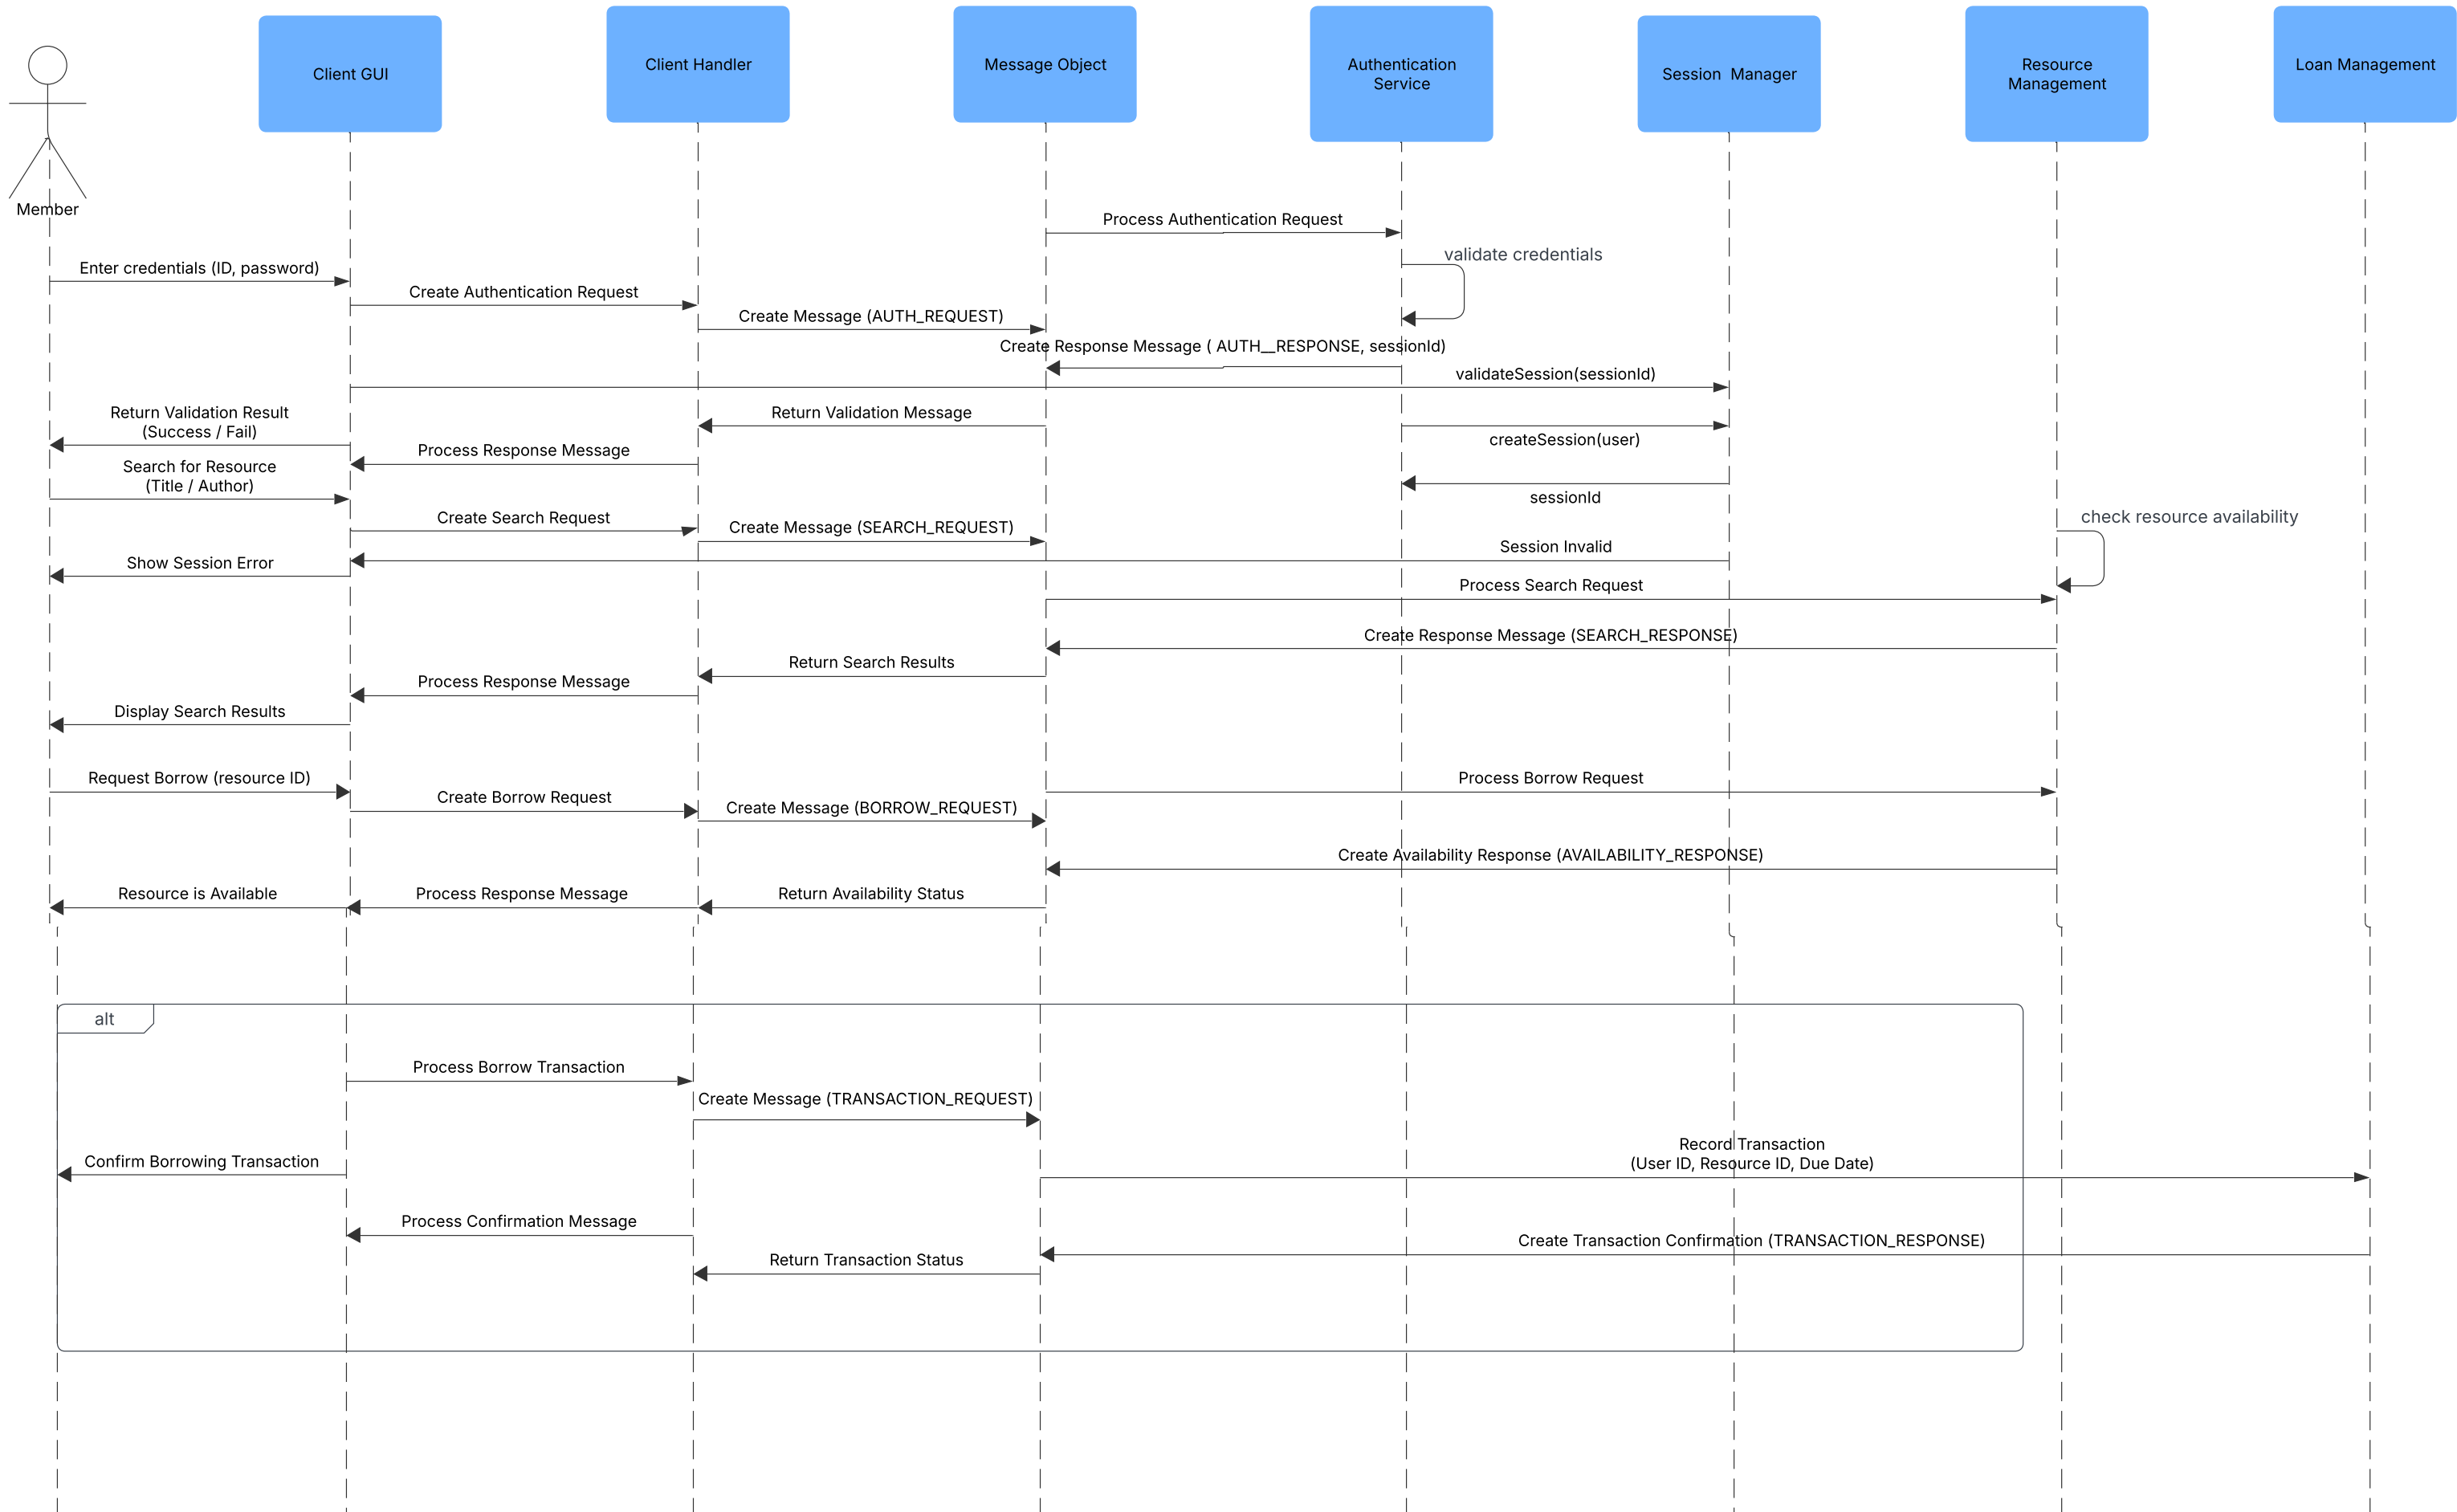 Client GUI
Client Handler
Message Object
Authentication
Service
Session  Manager
Resource
Management
Loan Management
Member
Process Authentication Request
validate credentials
Enter credentials (ID, password)
Create Authentication Request
Create Message (AUTH_REQUEST)
Create Response Message ( AUTH__RESPONSE, sessionId)
validateSession(sessionId)
Return Validation Result
(Success / Fail)
Return Validation Message
createSession(user)
Process Response Message
Search for Resource
(Title / Author)
sessionId
Create Search Request
Create Message (SEARCH_REQUEST)
check resource availability
Session Invalid
Show Session Error
Process Search Request
Create Response Message (SEARCH_RESPONSE)
Return Search Results
Process Response Message
Display Search Results
Request Borrow (resource ID)
Process Borrow Request
Create Borrow Request
Create Message (BORROW_REQUEST)
Create Availability Response (AVAILABILITY_RESPONSE)
Resource is Available
Process Response Message
Return Availability Status
alt
Process Borrow Transaction
Create Message (TRANSACTION_REQUEST)
Record Transaction
(User ID, Resource ID, Due Date)
Confirm Borrowing Transaction
Process Confirmation Message
Create Transaction Confirmation (TRANSACTION_RESPONSE)
Return Transaction Status